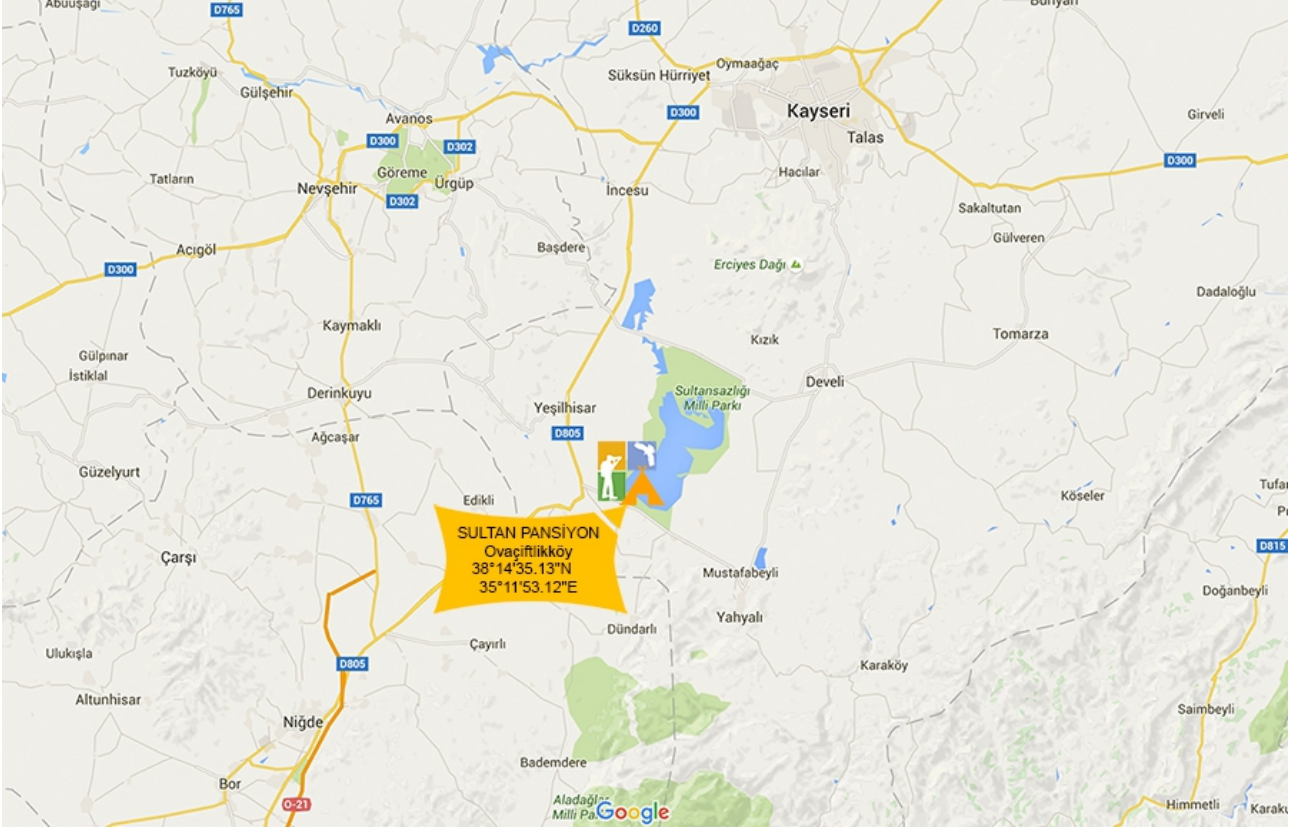 Abuuşağı
D765
D260
Bünyan
Tuzköyü
Gülşehir
Süksün Hürriyet
Oymaağaç
Avanos
D300
Kayseri
Girveli
D300
D302
Talas
D300
Tatların
Göreme
Ürgüp
Hacılar
Nevşehir
D302
İncesu
Sakaltutan
Acıgöl
Başdere
Gülveren
D300
Erciyes Dağı
Dadaloğlu
Kaymaklı
Kızık
Tomarza
Gülpınar
İstiklal
Derinkuyu
Sultansazlığı
Milli Parkı
Develi
Yeşilhisar
Ağcaşar
D805
Güzelyurt
D765
Edikli
Köseler
Tufa
P
SULTAN PANSİYON
Ovaçiftlikköy
38°14'35.13"N
35°11'53.12"E
Çarşı
D815
Mustafabeyli
Doğanbeyli
Yahyalı
Dündarlı
Çayırlı
Ulukışla
D805
Karaköy
Altunhisar
Saimbeyli
Niğde
Bademdere
Bor
O-21
Aladağlar
Milli Pa
Google
Himmetli
Karaku